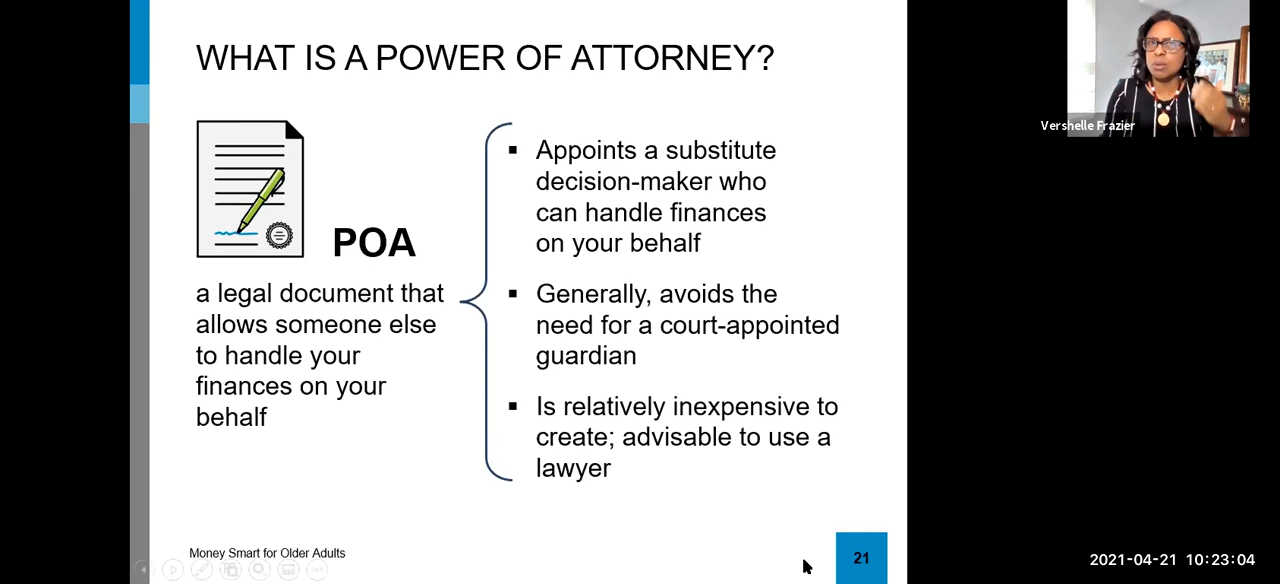 WHAT IS A POWER OF ATTORNEY?
POA
a legal document that
allows someone else
to handle your
finances on your
behalf
▪ Appoints a substitute
decision-maker who
can handle finances
on your behalf
▪ Generally, avoids the
need for a court-appointed
guardian
▪ Is relatively inexpensive to
create; advisable to use a
lawyer
Money Smart for Older Adults
21
Vershelle Frazier
2021-04-21 10:23:04